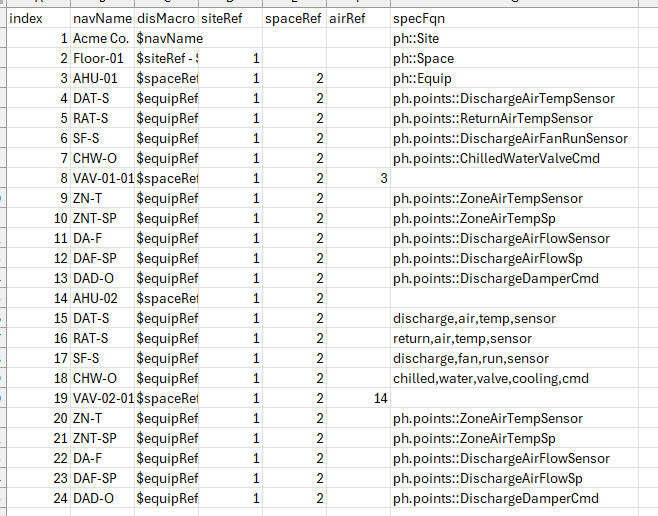 index navName disMacro siteRef spaceRef airRef specFqn
1 Acme Co. $navName ph::Site
2 Floor-01 $siteRef - 1 ph::Space
3 AHU-01 $spaceRef 1 2 ph::Equip
4 DAT-S $equipRef 1 2 ph.points::DischargeAirTempSensor
5 RAT-S $equipRef 1 2 ph.points::ReturnAirTempSensor
6 SF-S $equipRef 1 2 ph.points::DischargeAirFanRunSensor
7 CHW-O $equipRef 1 2 ph.points::ChilledWaterValveCmd
8 VAV-01-01 $spaceRef 1 2 3
9 ZN-T $equipRef 1 2 ph.points::ZoneAirTempSensor
10 ZNT-SP $equipRef 1 2 ph.points::ZoneAirTempSp
11 DA-F $equipRef 1 2 ph.points::DischargeAirFlowSensor
12 DAF-SP $equipRef 1 2 ph.points::DischargeAirFlowSp
13 DAD-O $equipRef 1 2 ph.points::DischargeDamperCmd
14 AHU-02 $spaceRef 1 2
15 DAT-S $equipRef 1 2 discharge,air,temp,sensor
16 RAT-S $equipRef 1 2 return,air,temp,sensor
17 SF-S $equipRef 1 2 discharge,fan,run,sensor
18 CHW-O $equipRef 1 2 chilled,water,valve,cooling,cmd
19 VAV-02-01 $spaceRef 1 2 14
20 ZN-T $equipRef 1 2 ph.points::ZoneAirTempSensor
21 ZNT-SP $equipRef 1 2 ph.points::ZoneAirTempSp
22 DA-F $equipRef 1 2 ph.points::DischargeAirFlowSensor
23 DAF-SP $equipRef 1 2 ph.points::DischargeAirFlowSp
24 DAD-O $equipRef 1 2 ph.points::DischargeDamperCmd